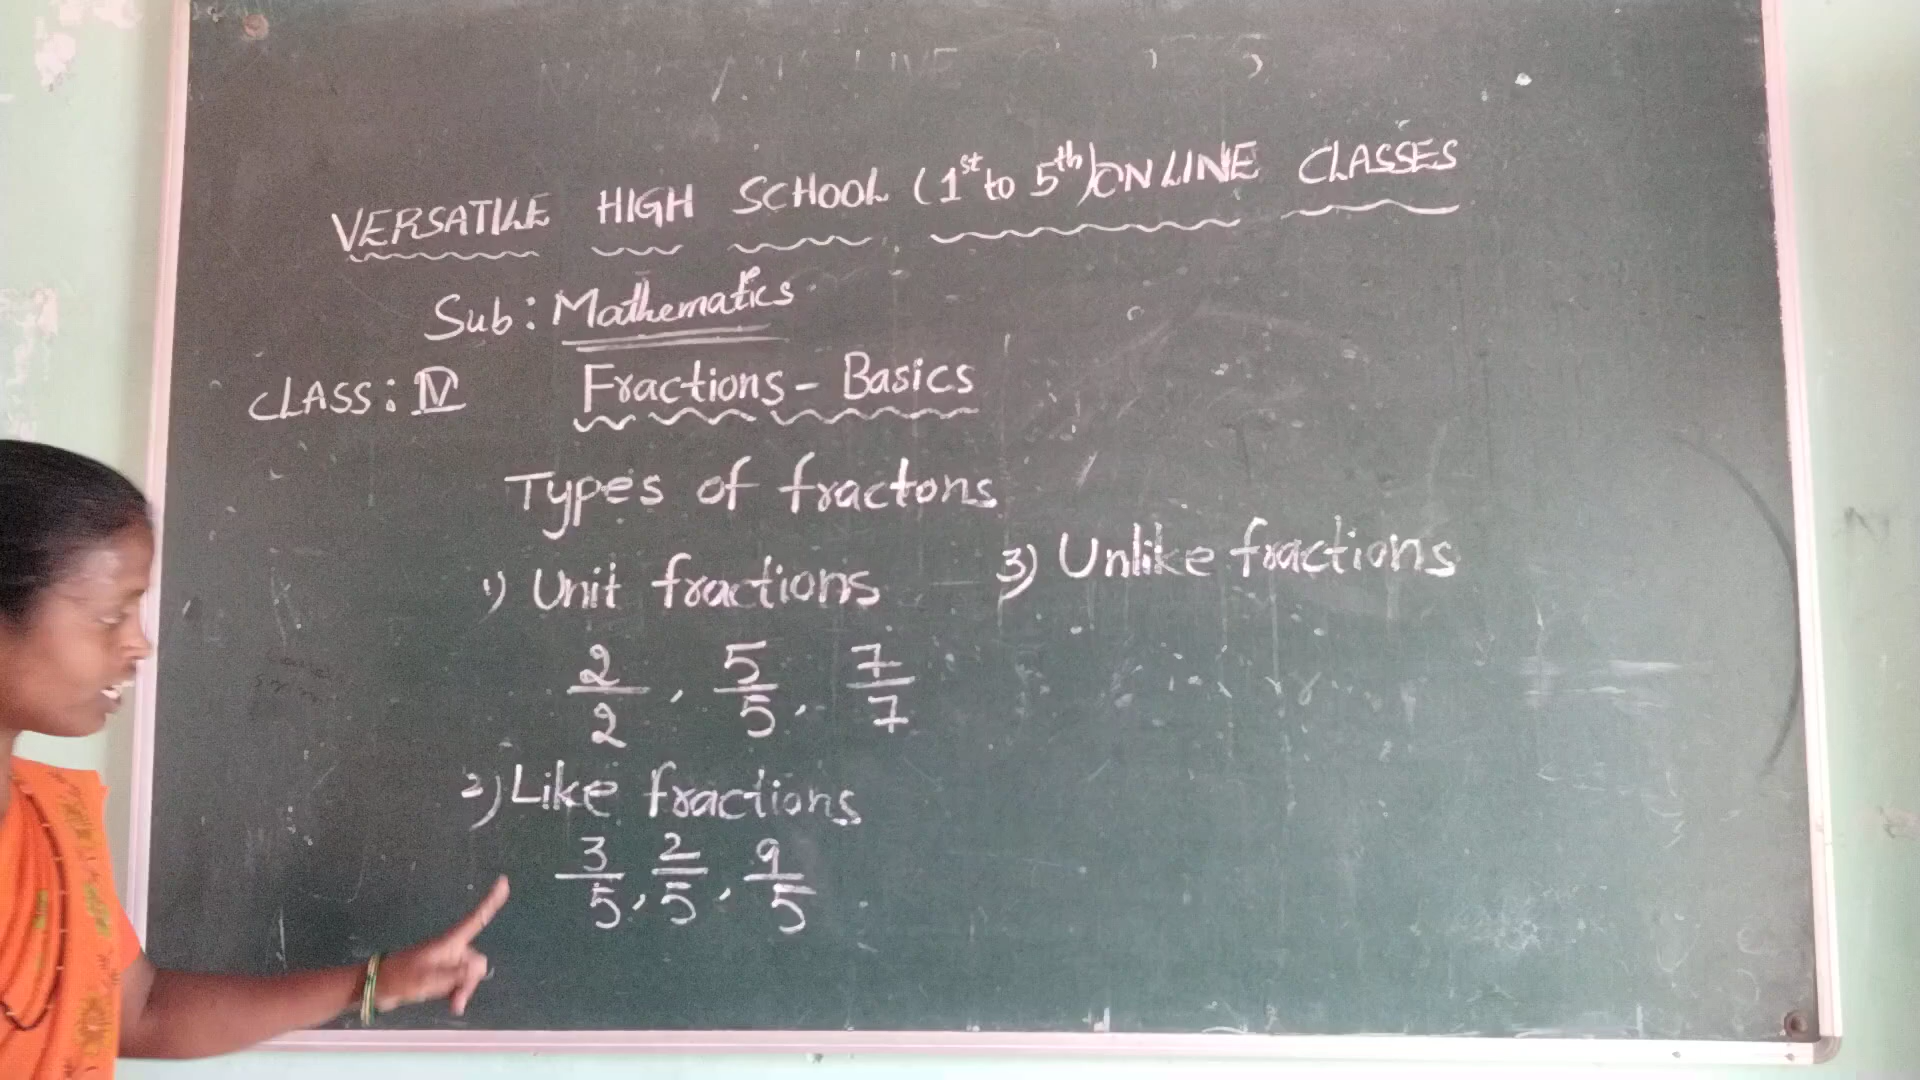 VERSATILE HIGH SCHOOL (1st to 5th) ONLINE CLASSES
Sub: Mathematics
CLASS: IV Fractions - Basics
Types of fractons
1) Unit fractions
2/2, 5/5, 7/7
2) Like fractions
3/5, 2/5, 9/5
3) Unlike fractions